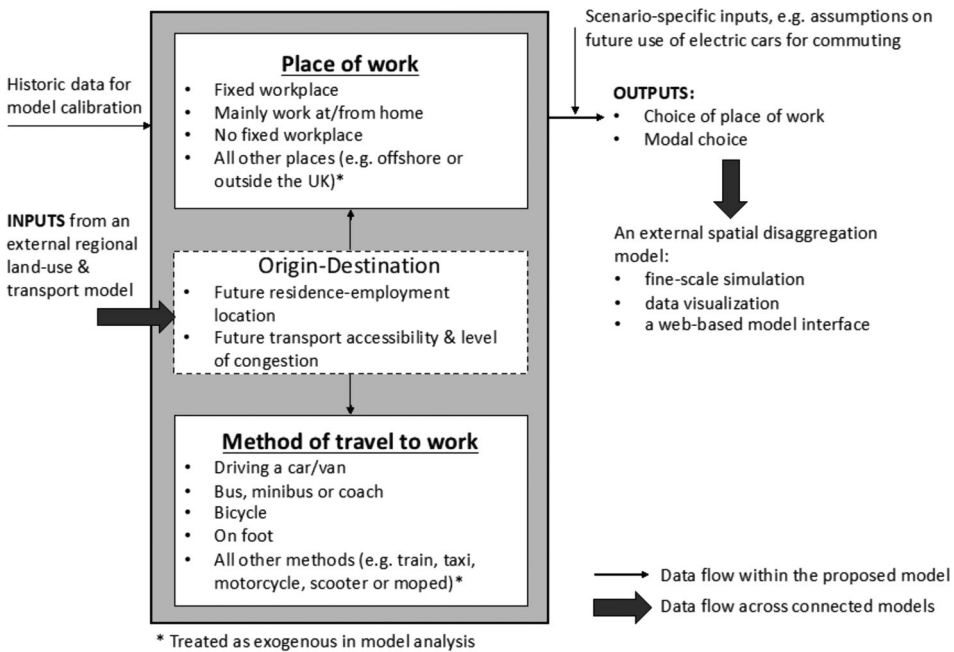 Historic data for
model calibration
INPUTS from an
external regional
land-use &
transport model
Place of work
• Fixed workplace
• Mainly work at/from home
• No fixed workplace
• All other places (e.g. offshore or
outside the UK)*
Origin-Destination
• Future residence-employment
location
• Future transport accessibility & level
of congestion
Method of travel to work
• Driving a car/van
• Bus, minibus or coach
• Bicycle
• On foot
• All other methods (e.g. train, taxi,
motorcycle, scooter or moped)*
* Treated as exogenous in model analysis
Scenario-specific inputs, e.g. assumptions on
future use of electric cars for commuting
OUTPUTS:
• Choice of place of work
• Modal choice
An external spatial disaggregation
model:
• fine-scale simulation
• data visualization
• a web-based model interface
Data flow within the proposed model
Data flow across connected models